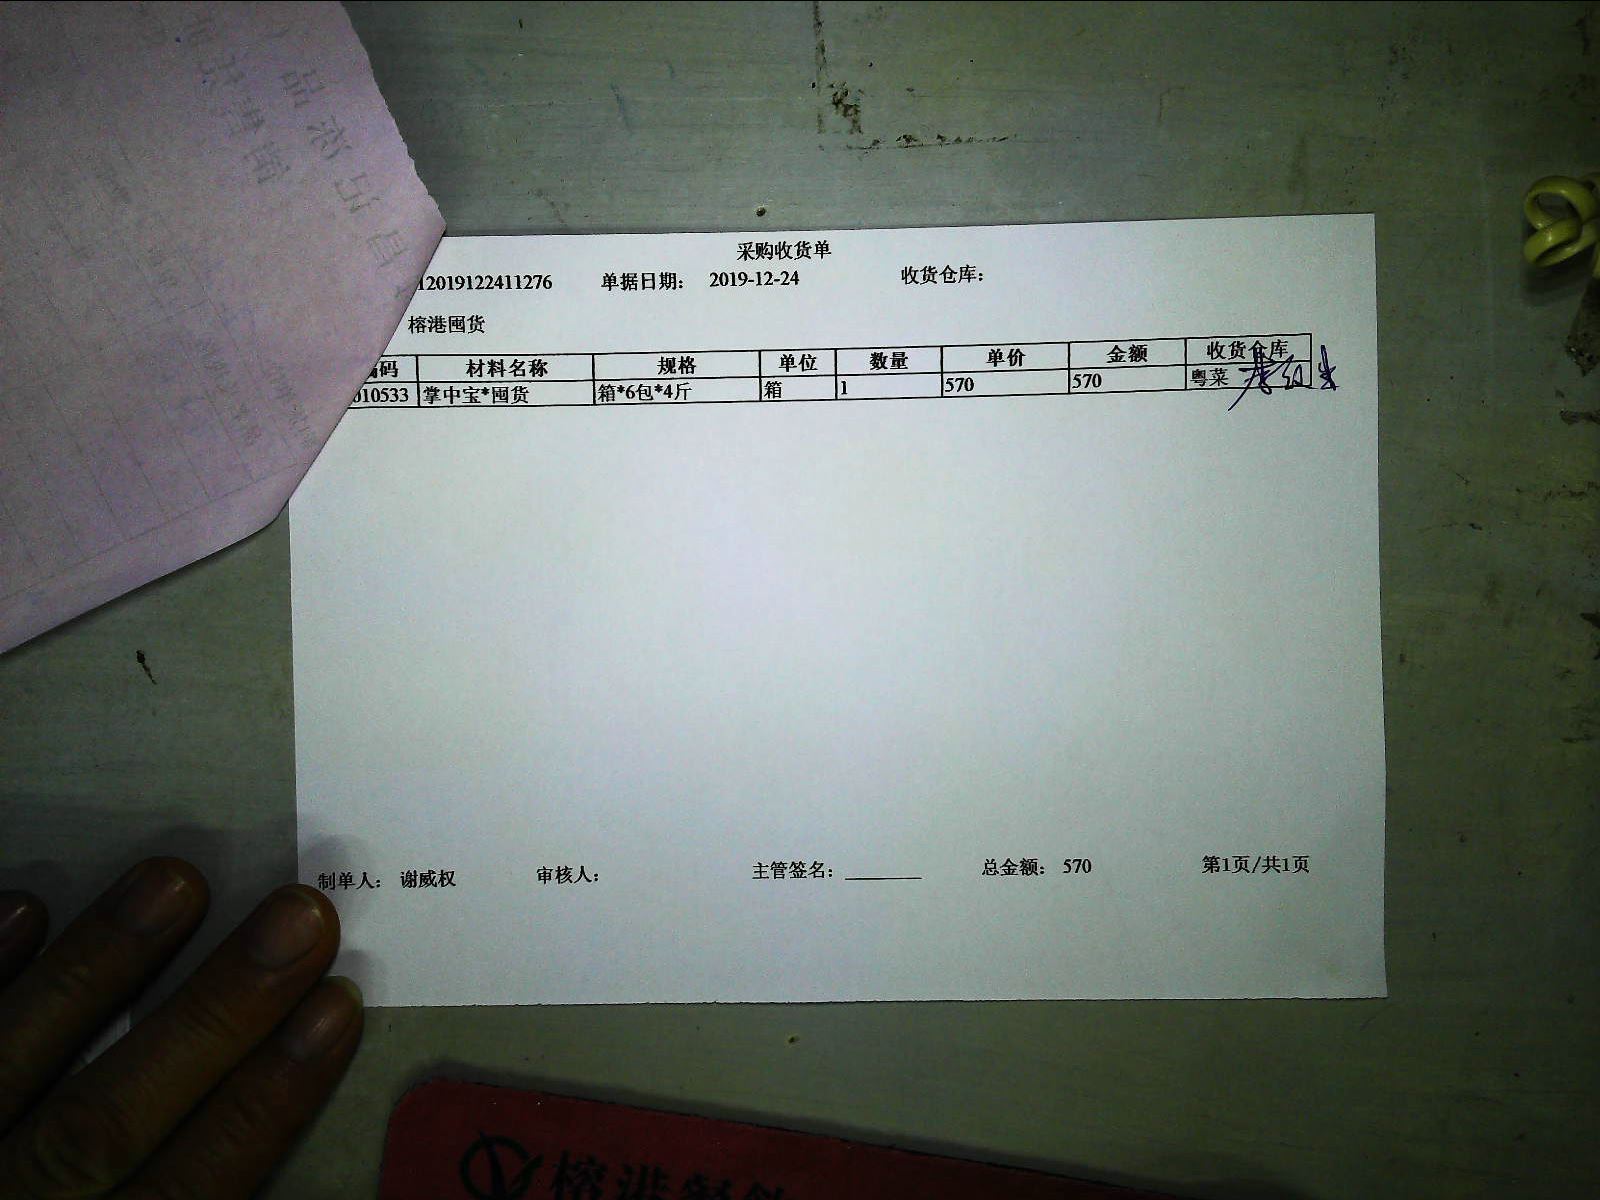 采购收货单
12019122411276 单据日期： 2019-12-24 收货仓库：
榕港囤货
编码 材料名称 规格 单位 数量 单价 金额 收货仓库
010533 掌中宝*囤货 箱*6包*4斤 箱 1 570 570 粤菜
制单人： 谢威权 审核人： 主管签名： 总金额： 570 第1页/共1页
榕港